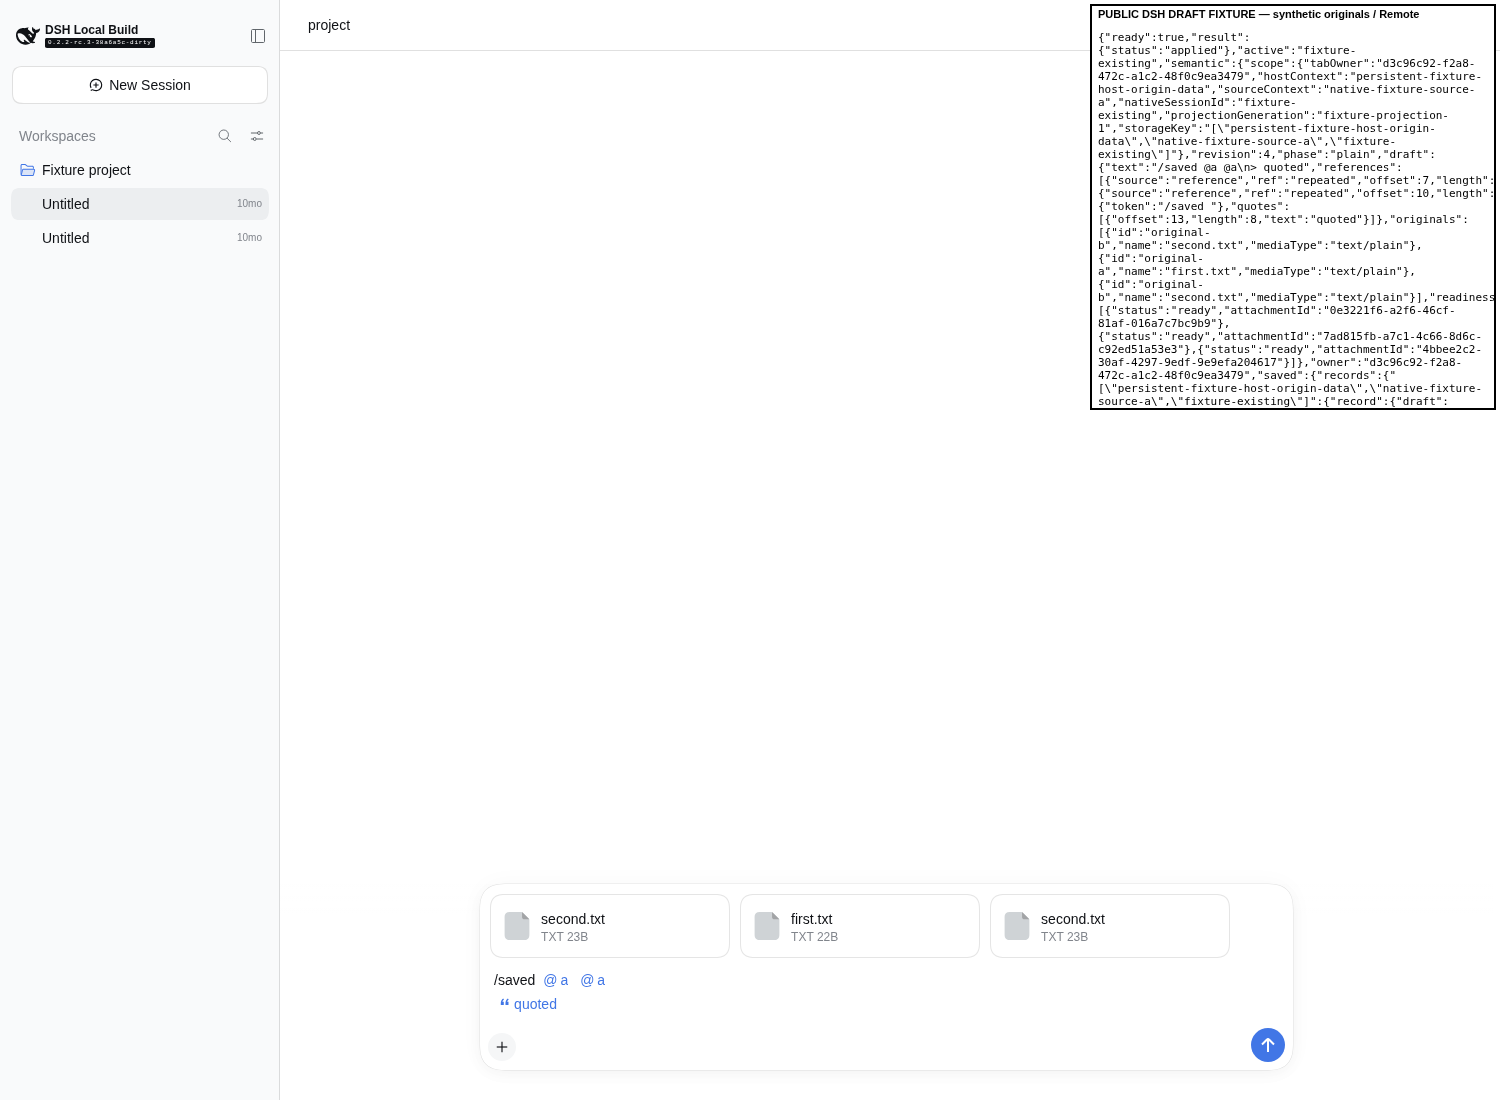 DSH Local Build
0.2.2-rc.3-38a6a5c-dirty
New Session
Workspaces
Fixture project
Untitled 10mo
Untitled 10mo
project
PUBLIC DSH DRAFT FIXTURE — synthetic originals / Remote
{"ready":true,"result":
{"status":"applied"},"active":"fixture-
existing","semantic":{"scope":{"tabOwner":"d3c96c92-f2a8-
472c-a1c2-48f0c9ea3479","hostContext":"persistent-fixture-
host-origin-data","sourceContext":"native-fixture-source-
a","nativeSessionId":"fixture-
existing","projectionGeneration":"fixture-projection-
1","storageKey":"[\"persistent-fixture-host-origin-
data\",\"native-fixture-source-a\",\"fixture-
existing\"]"},"revision":4,"phase":"plain","draft":
{"text":"/saved @a @a\n> quoted","references":
[{"source":"reference","ref":"repeated","offset":7,"length":
{"source":"reference","ref":"repeated","offset":10,"length":
{"token":"/saved "},"quotes":
[{"offset":13,"length":8,"text":"quoted"}]},"originals":
[{"id":"original-
b","name":"second.txt","mediaType":"text/plain"},
{"id":"original-
a","name":"first.txt","mediaType":"text/plain"},
{"id":"original-
b","name":"second.txt","mediaType":"text/plain"}],"readiness
[{"status":"ready","attachmentId":"0e3221f6-a2f6-46cf-
81af-016a7c7bc9b9"},
{"status":"ready","attachmentId":"7ad815fb-a7c1-4c66-8d6c-
c92ed51a53e3"},{"status":"ready","attachmentId":"4bbee2c2-
30af-4297-9edf-9e9efa204617"}]},"owner":"d3c96c92-f2a8-
472c-a1c2-48f0c9ea3479","saved":{"records":{"
[\"persistent-fixture-host-origin-data\",\"native-fixture-
source-a\",\"fixture-existing\"]":{"record":{"draft":
second.txt
TXT 23B
first.txt
TXT 22B
second.txt
TXT 23B
/saved @a @a
“ quoted